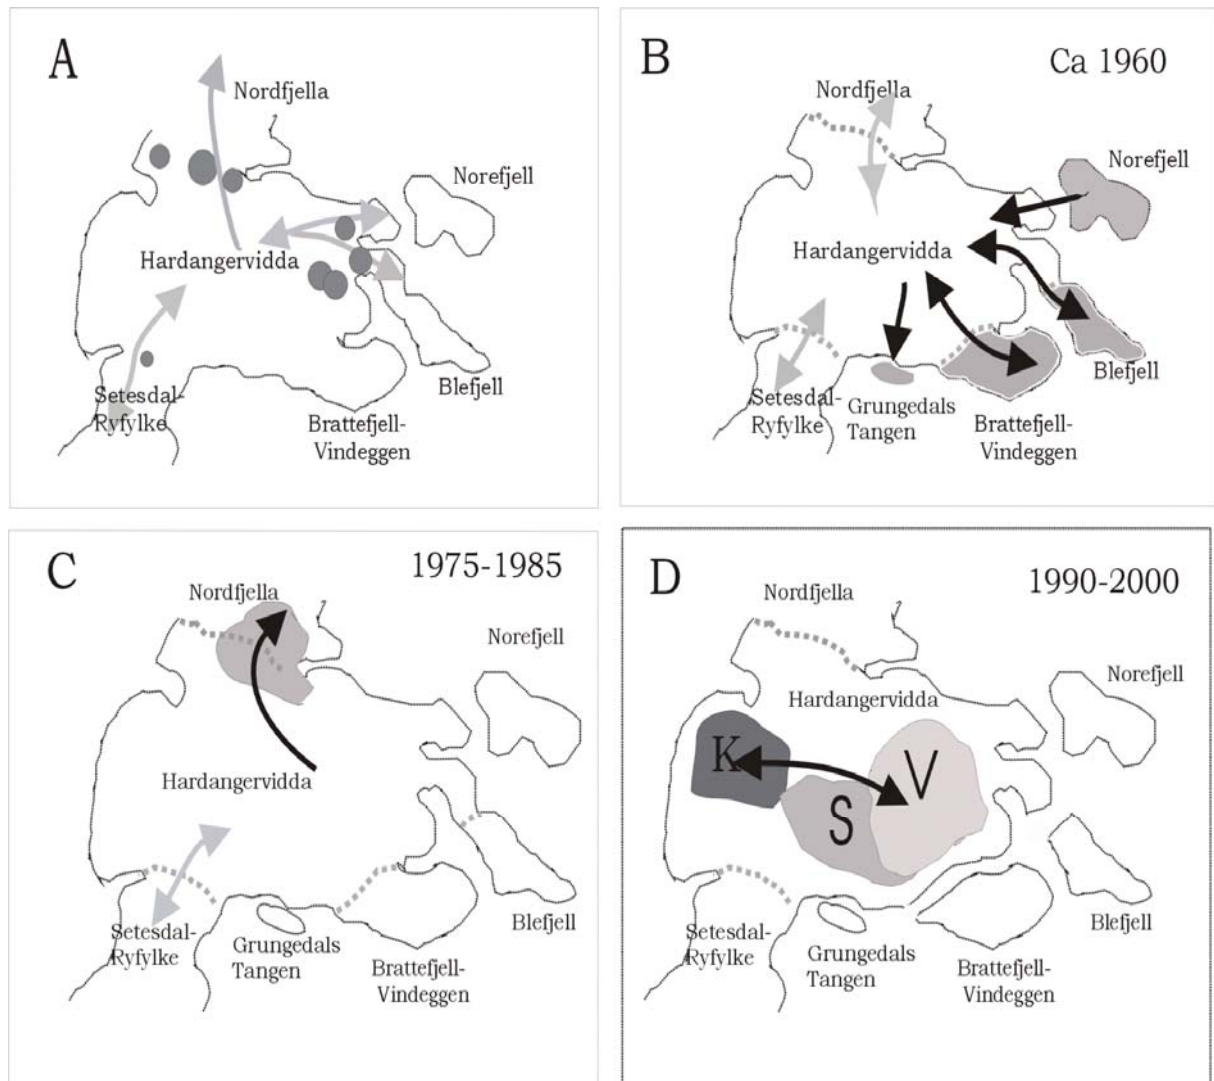 A
Nordfjella
Norefjell
Hardangervidda
Setesdal-
Ryfylke
Blefjell
Brattefjell-
Vindeggen
B
Ca 1960
Nordfjella
Norefjell
Hardangervidda
Blefjell
Setesdal-
Ryfylke
Grungedals
Tangen
Brattefjell-
Vindeggen
C
1975-1985
Nordfjella
Norefjell
Hardangervidda
Setesdal-
Ryfylke
Grungedals
Tangen
Blefjell
Brattefjell-
Vindeggen
D
1990-2000
Nordfjella
Norefjell
Hardangervidda
K
V
S
Setesdal-
Ryfylke
Grungedals
Tangen
Blefjell
Brattefjell-
Vindeggen